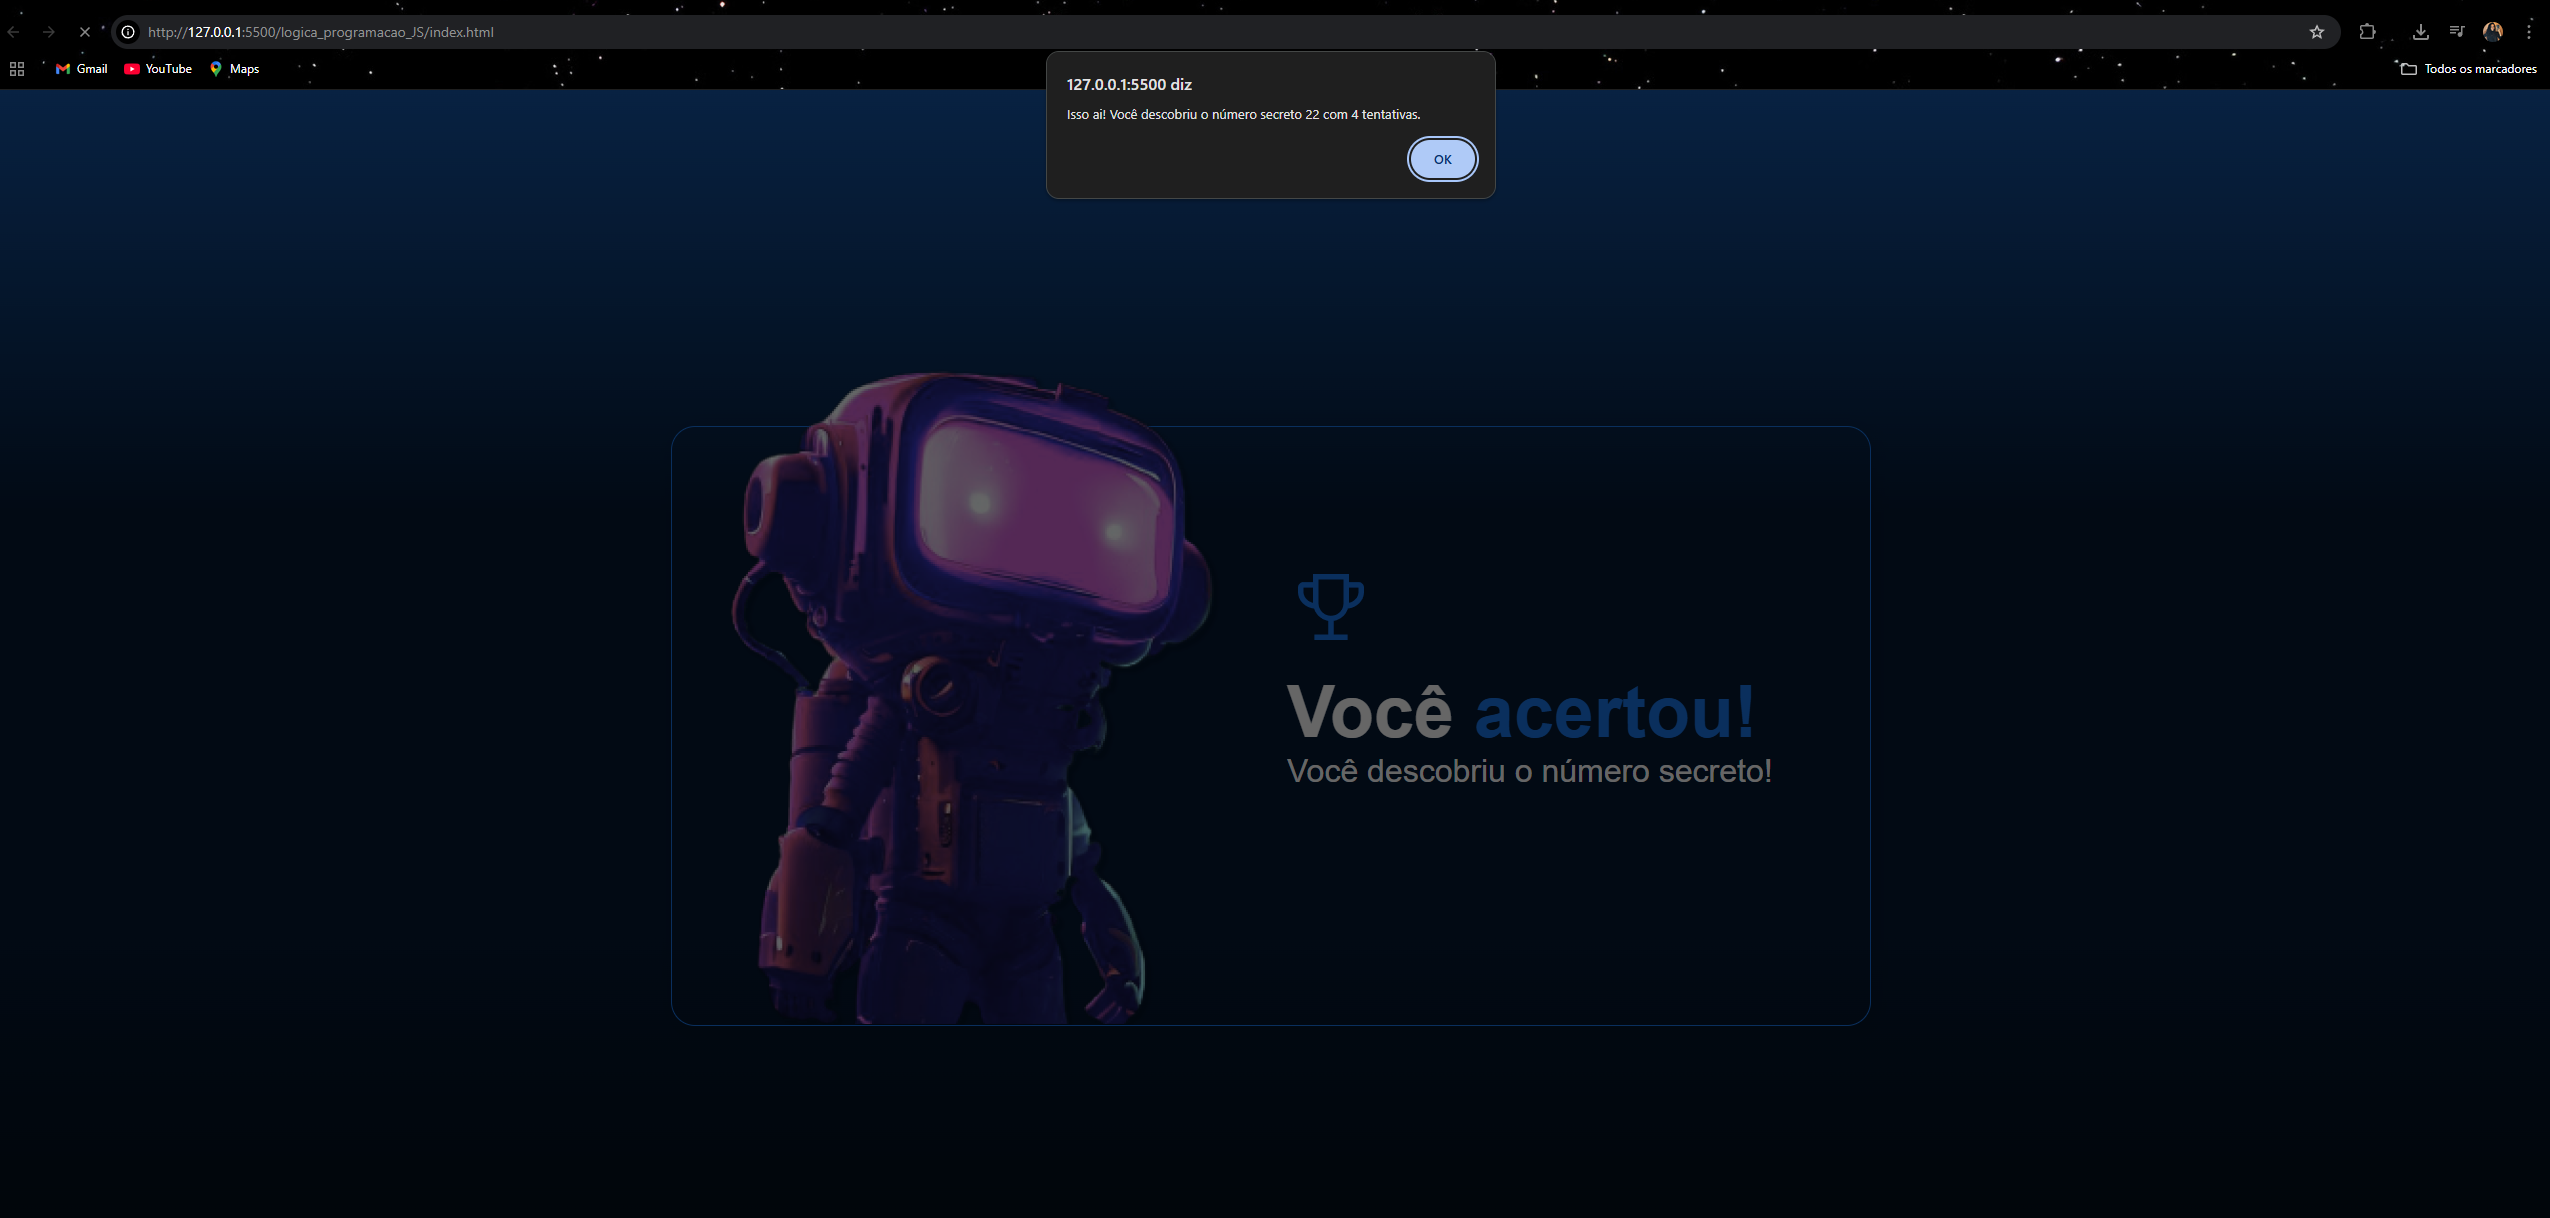 http://127.0.0.1:5500/logica_programacao_JS/index.html
Gmail YouTube Maps Todos os marcadores
127.0.0.1:5500 diz
Isso ai! Você descobriu o número secreto 22 com 4 tentativas.
OK
Você acertou!
Você descobriu o número secreto!